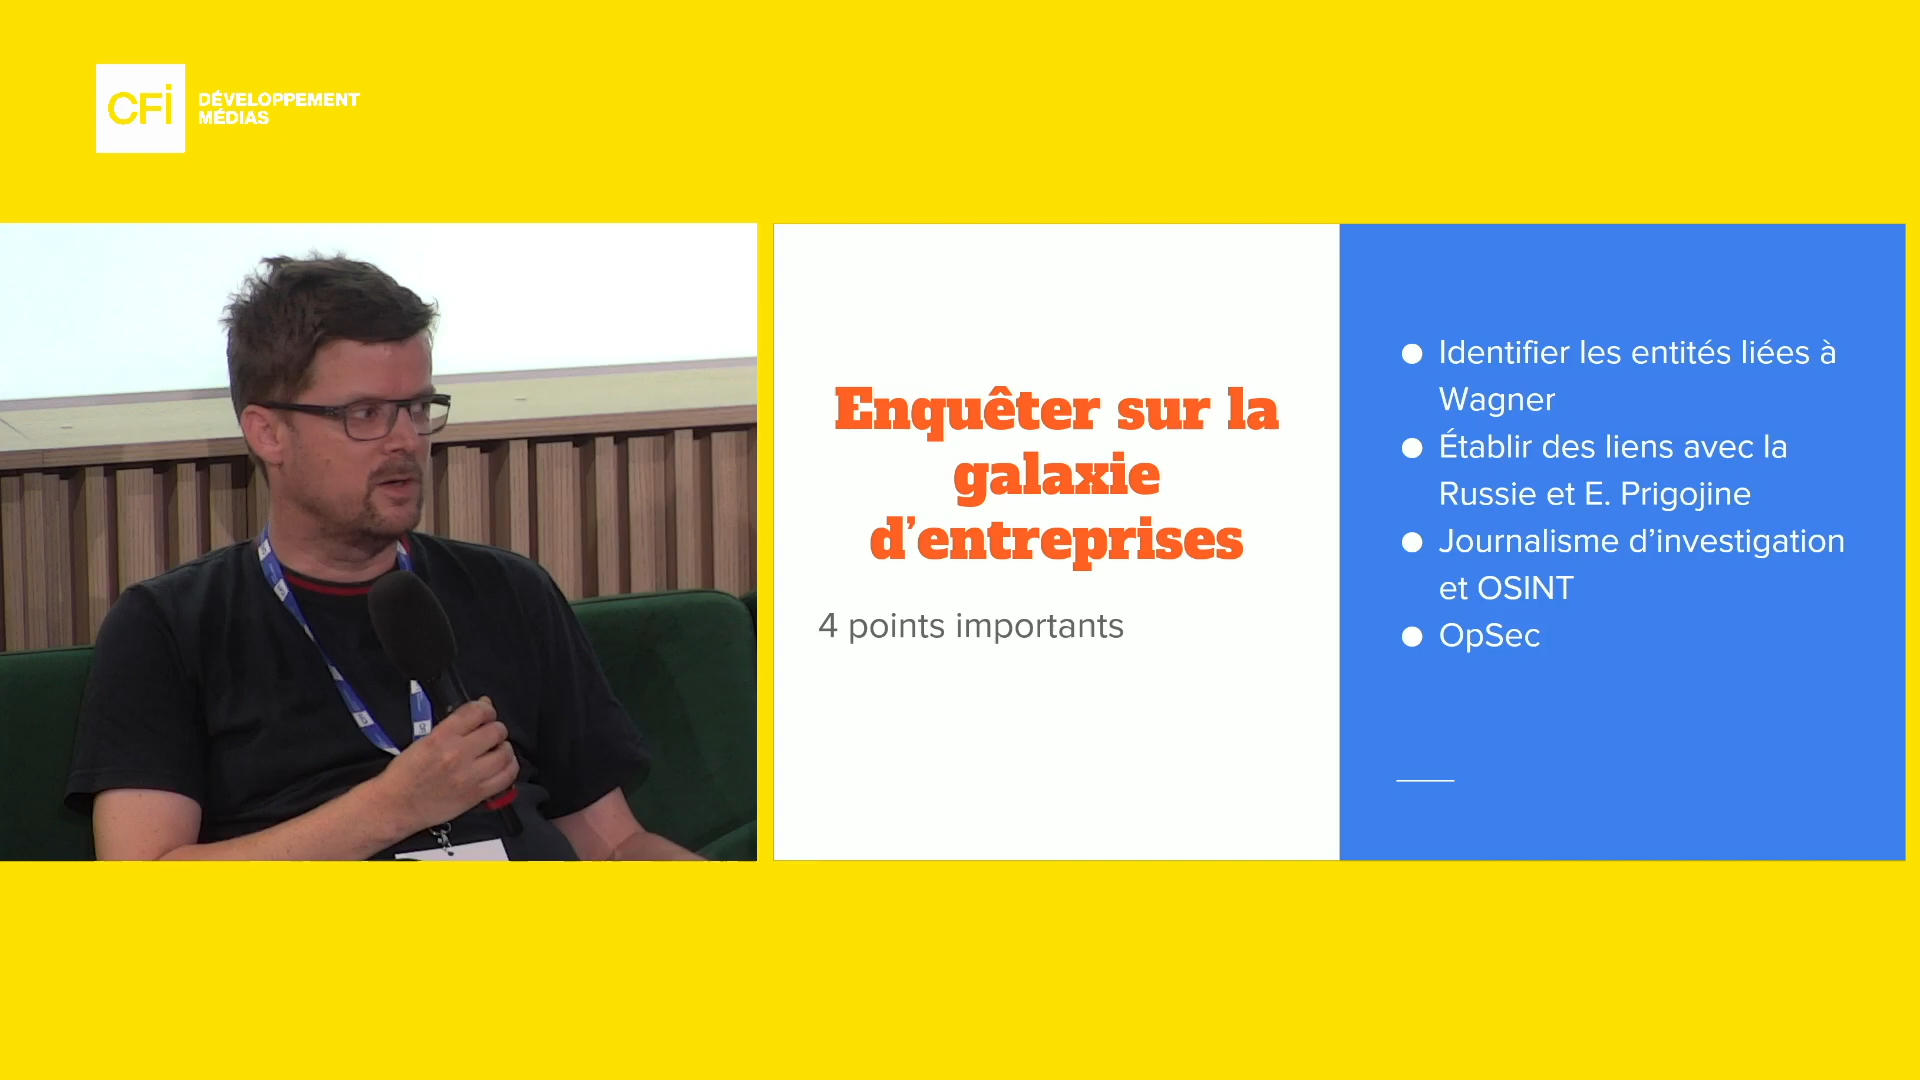 CFI
DÉVELOPPEMENT
MÉDIAS
Enquêter sur la
galaxie
d'entreprises
4 points importants
● Identifier les entités liées à
Wagner
● Établir des liens avec la
Russie et E. Prigojine
● Journalisme d'investigation
et OSINT
● OpSec